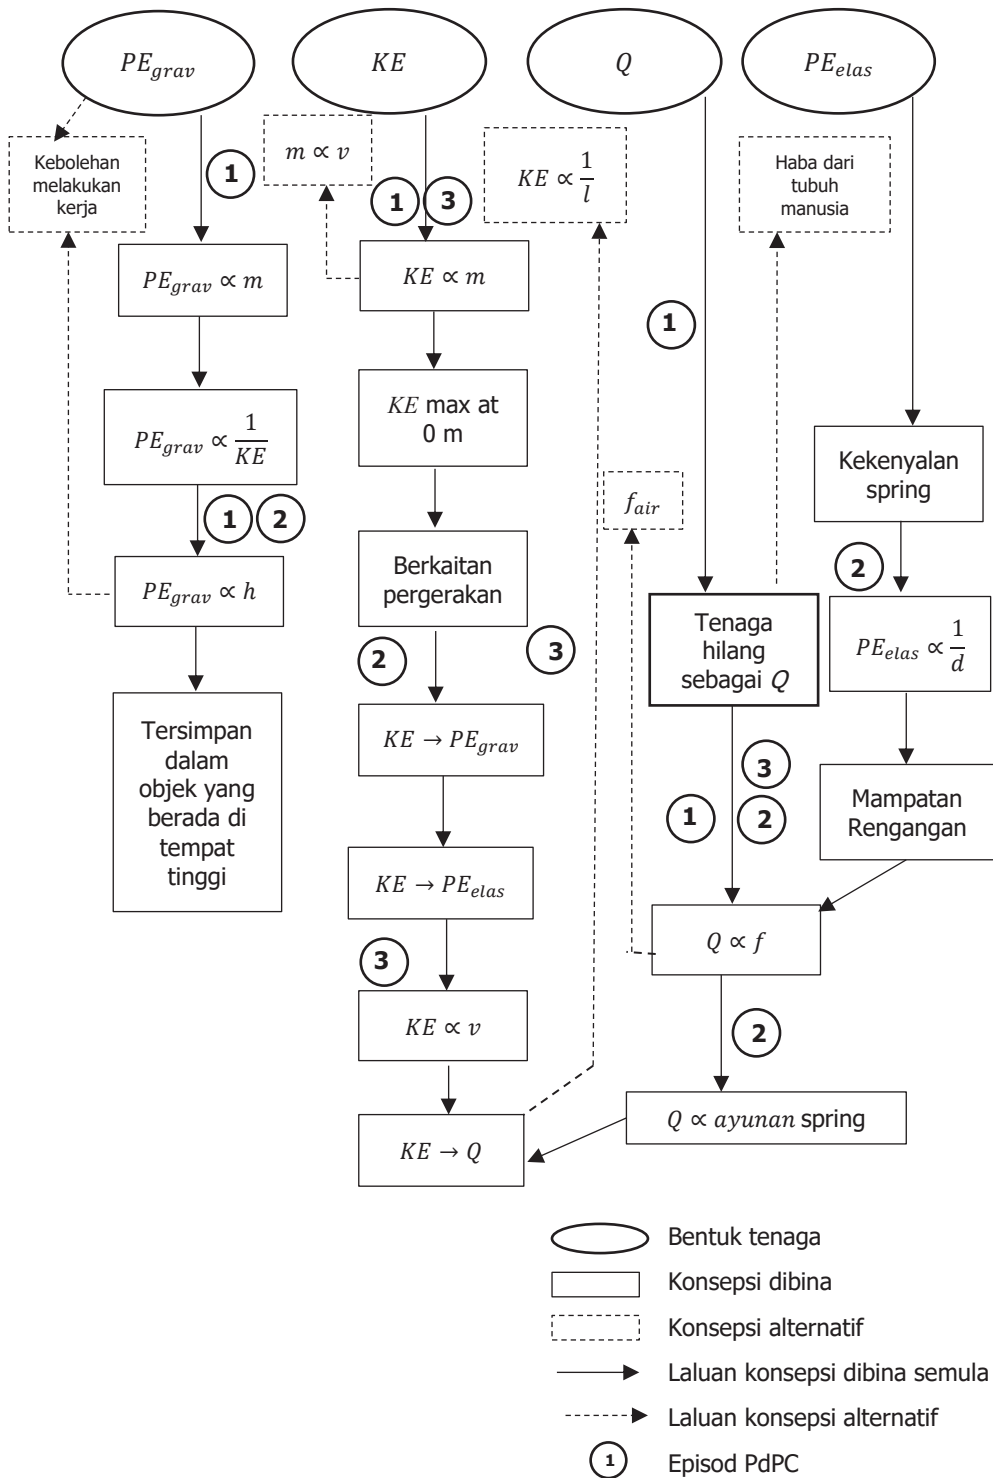 PE_grav
KE
Q
PE_elas
Kebolehan
melakukan
kerja
1
m ∝ v
1
3
KE ∝ 1/l
Haba dari
tubuh
manusia
PE_grav ∝ m
KE ∝ m
1
PE_grav ∝ 1/KE
KE max at
0 m
Kekenyalan
spring
f_air
1
2
2
PE_grav ∝ h
Berkaitan
pergerakan
Tenaga
hilang
sebagai Q
PE_elas ∝ 1/d
2
3
Tersimpan
dalam
objek yang
berada di
tempat
tinggi
KE → PE_grav
3
1
2
Mampatan
Rengangan
KE → PE_elas
3
Q ∝ f
KE ∝ v
2
KE → Q
Q ∝ ayunan spring
Bentuk tenaga
Konsepsi dibina
Konsepsi alternatif
Laluan konsepsi dibina semula
Laluan konsepsi alternatif
1 Episod PdPC